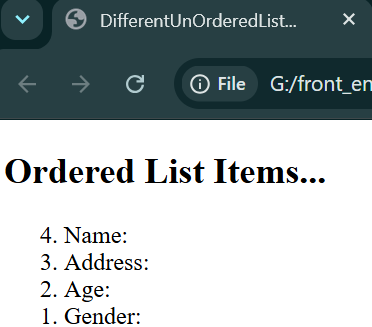 DifferentUnOrderedList...
File G:/front_en
Ordered List Items...
4. Name:
3. Address:
2. Age:
1. Gender: